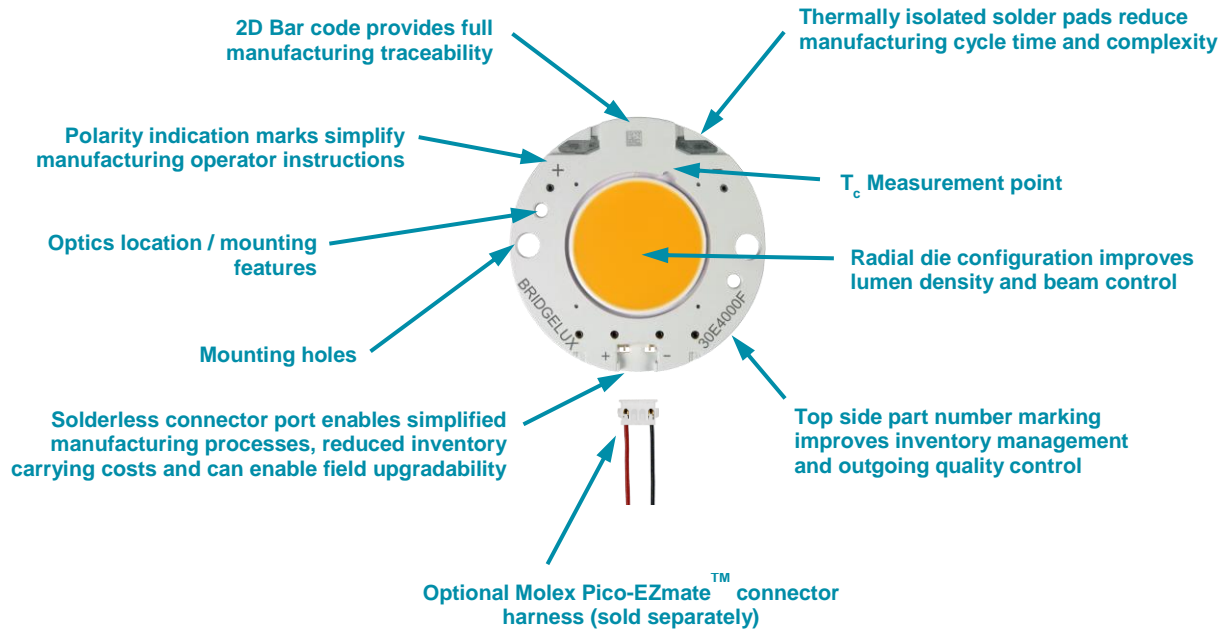 2D Bar code provides full
manufacturing traceability
Thermally isolated solder pads reduce
manufacturing cycle time and complexity
Polarity indication marks simplify
manufacturing operator instructions
+
-
Tc Measurement point
Optics location / mounting
features
Radial die configuration improves
lumen density and beam control
BRIDGELUX
30E4000F
Mounting holes
+ -
Solderless connector port enables simplified
manufacturing processes, reduced inventory
carrying costs and can enable field upgradability
Top side part number marking
improves inventory management
and outgoing quality control
Optional Molex Pico-EZmate™ connector
harness (sold separately)